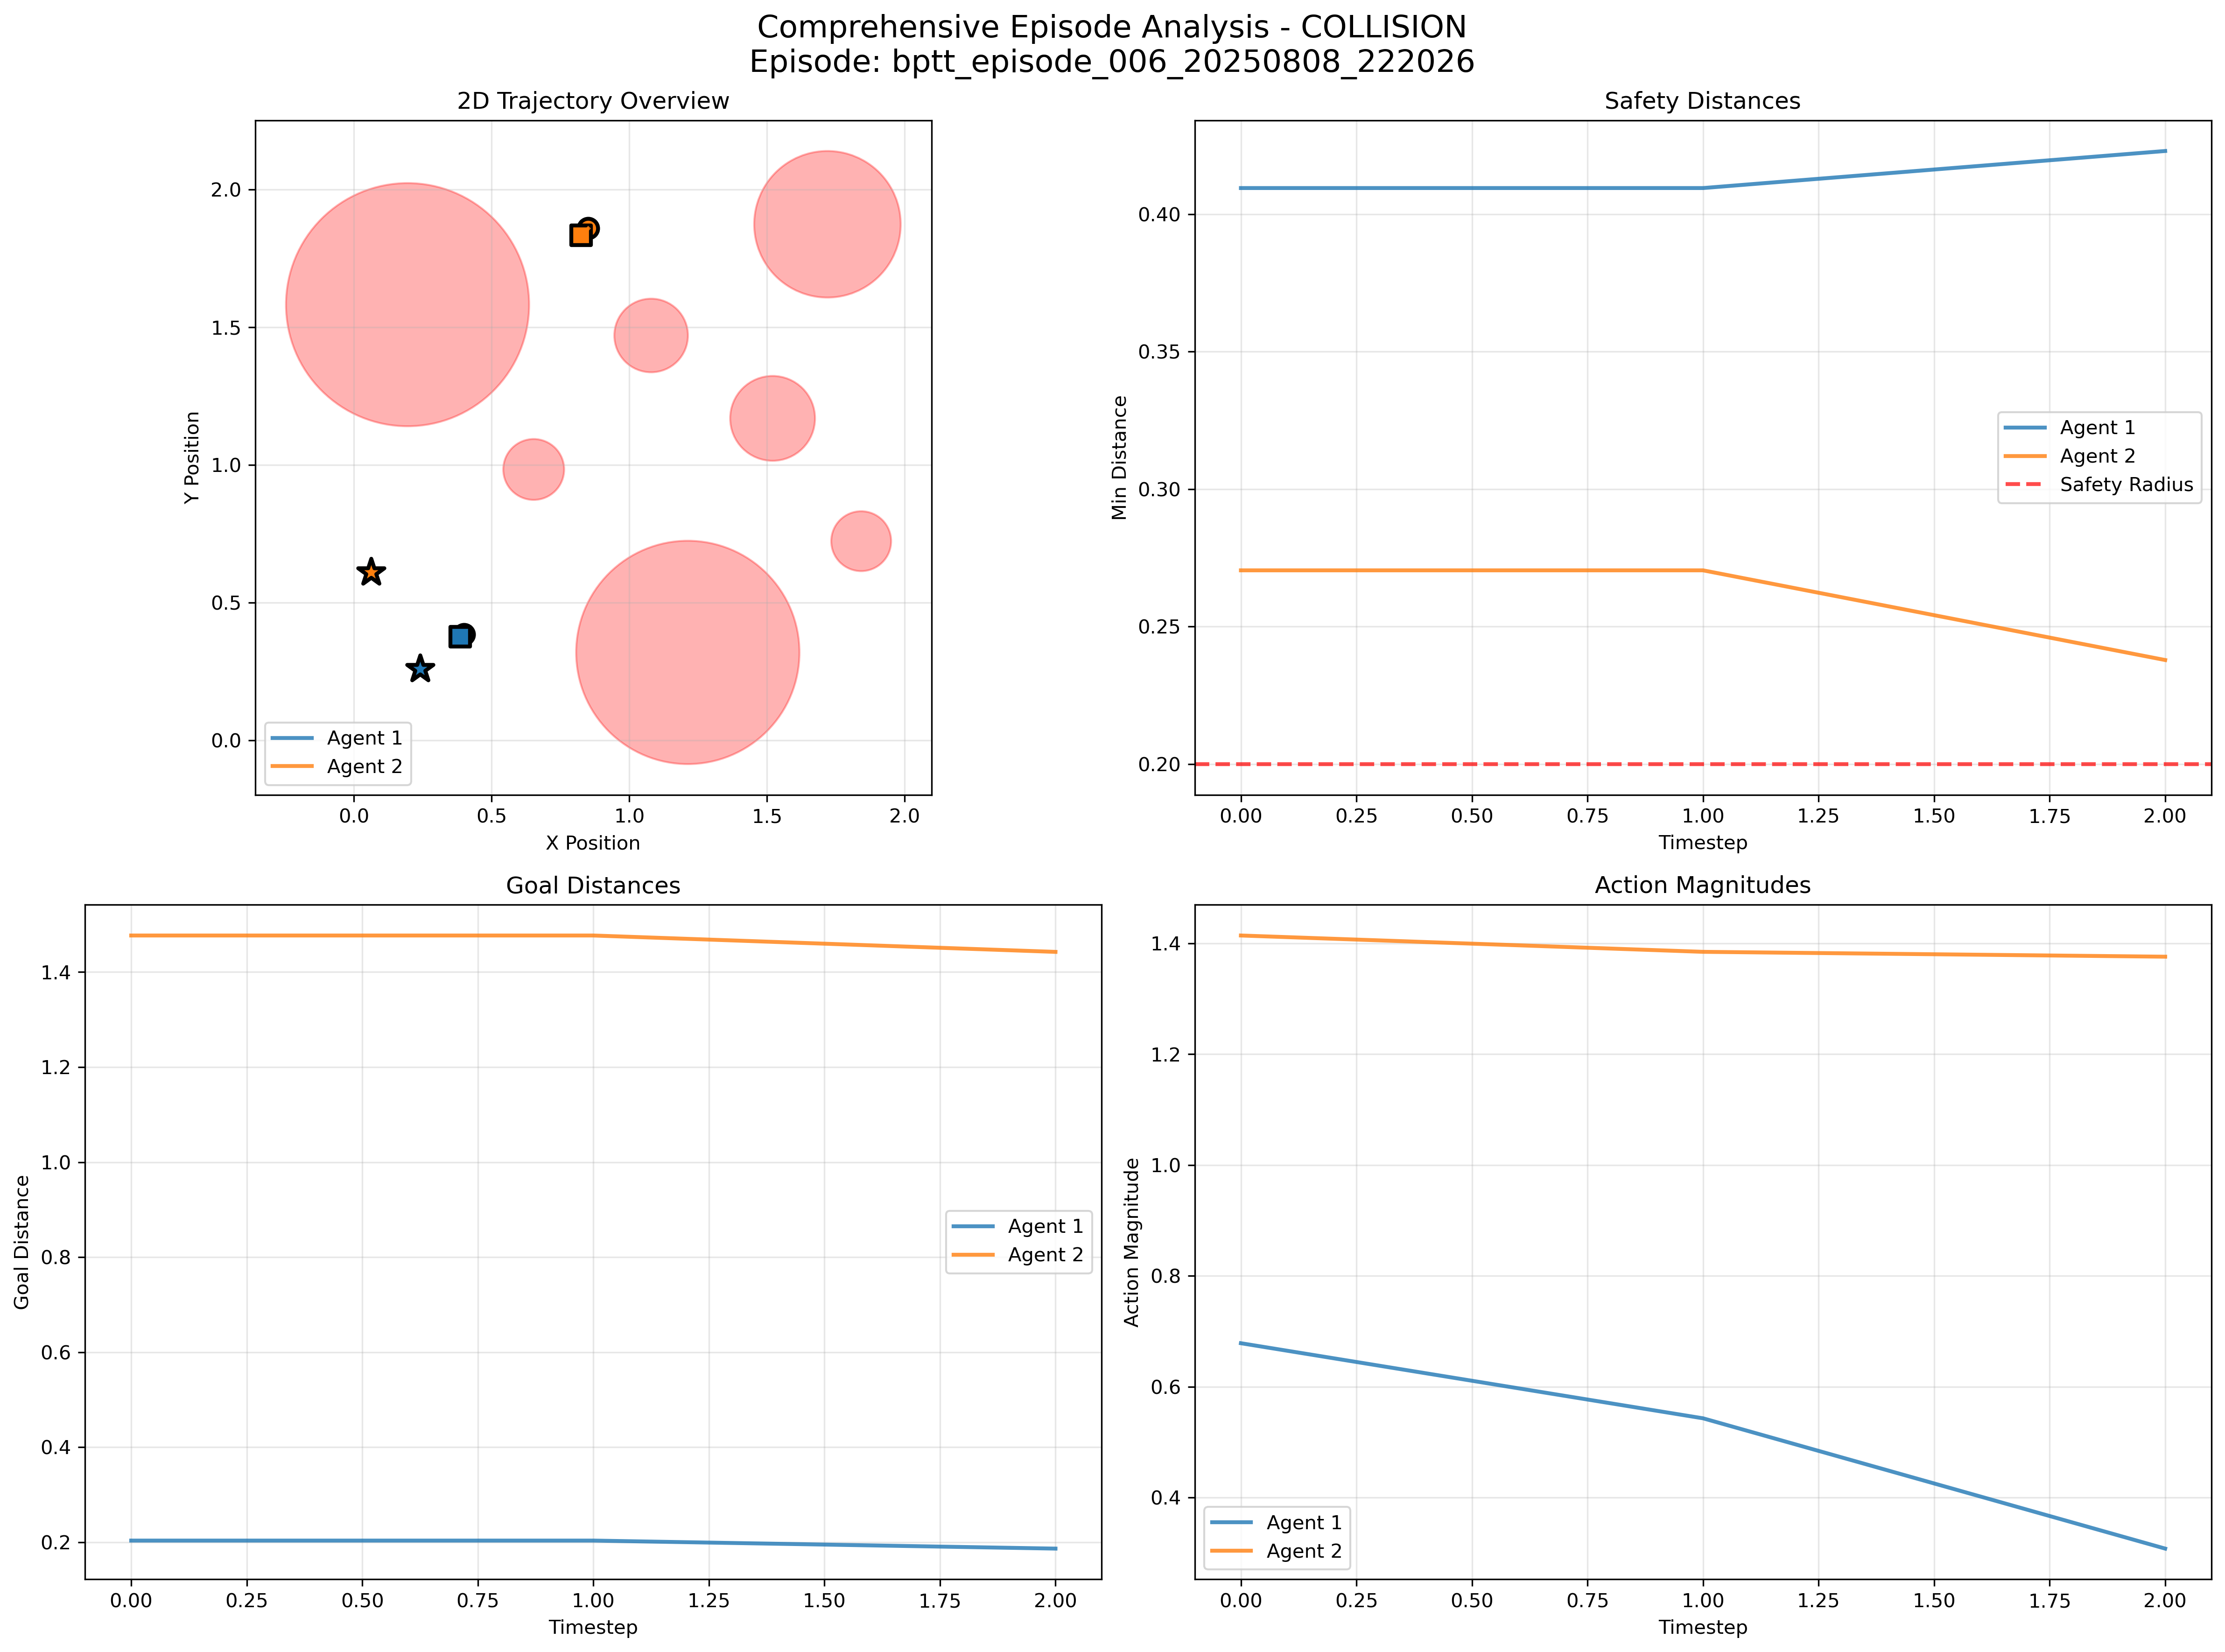 Comprehensive Episode Analysis - COLLISION
Episode: bptt_episode_006_20250808_222026
2D Trajectory Overview
Y Position
2.0
1.5
1.0
0.5
0.0
Agent 1
Agent 2
0.0 0.5 1.0 1.5 2.0
X Position
Safety Distances
Min Distance
0.40
0.35
0.30
0.25
0.20
Agent 1
Agent 2
Safety Radius
0.00 0.25 0.50 0.75 1.00 1.25 1.50 1.75 2.00
Timestep
Goal Distances
Goal Distance
1.4
1.2
1.0
0.8
0.6
0.4
0.2
Agent 1
Agent 2
0.00 0.25 0.50 0.75 1.00 1.25 1.50 1.75 2.00
Timestep
Action Magnitudes
Action Magnitude
1.4
1.2
1.0
0.8
0.6
0.4
Agent 1
Agent 2
0.00 0.25 0.50 0.75 1.00 1.25 1.50 1.75 2.00
Timestep